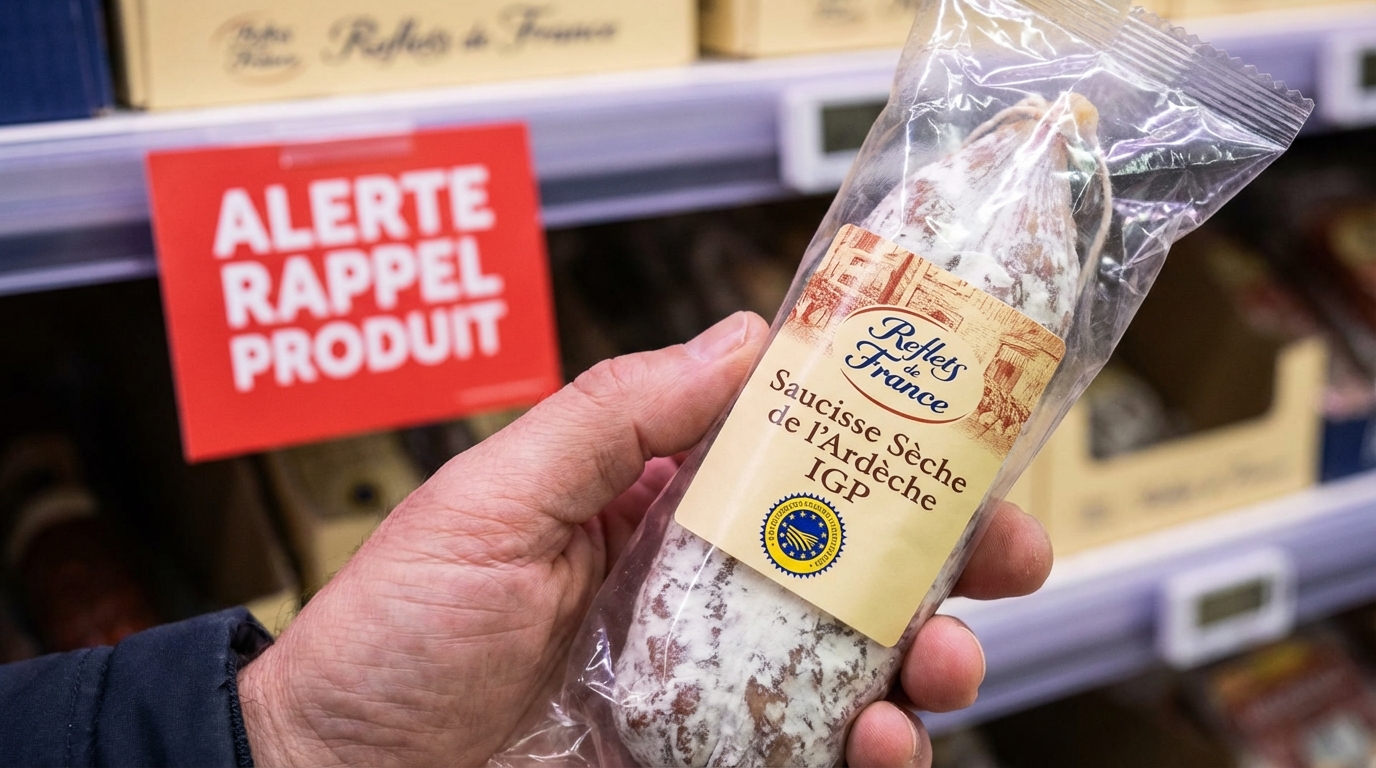 Reflets de France
ALERTE
RAPPEL
PRODUIT
Reflets
de
France
Saucisse Sèche
de l'Ardèche
IGP